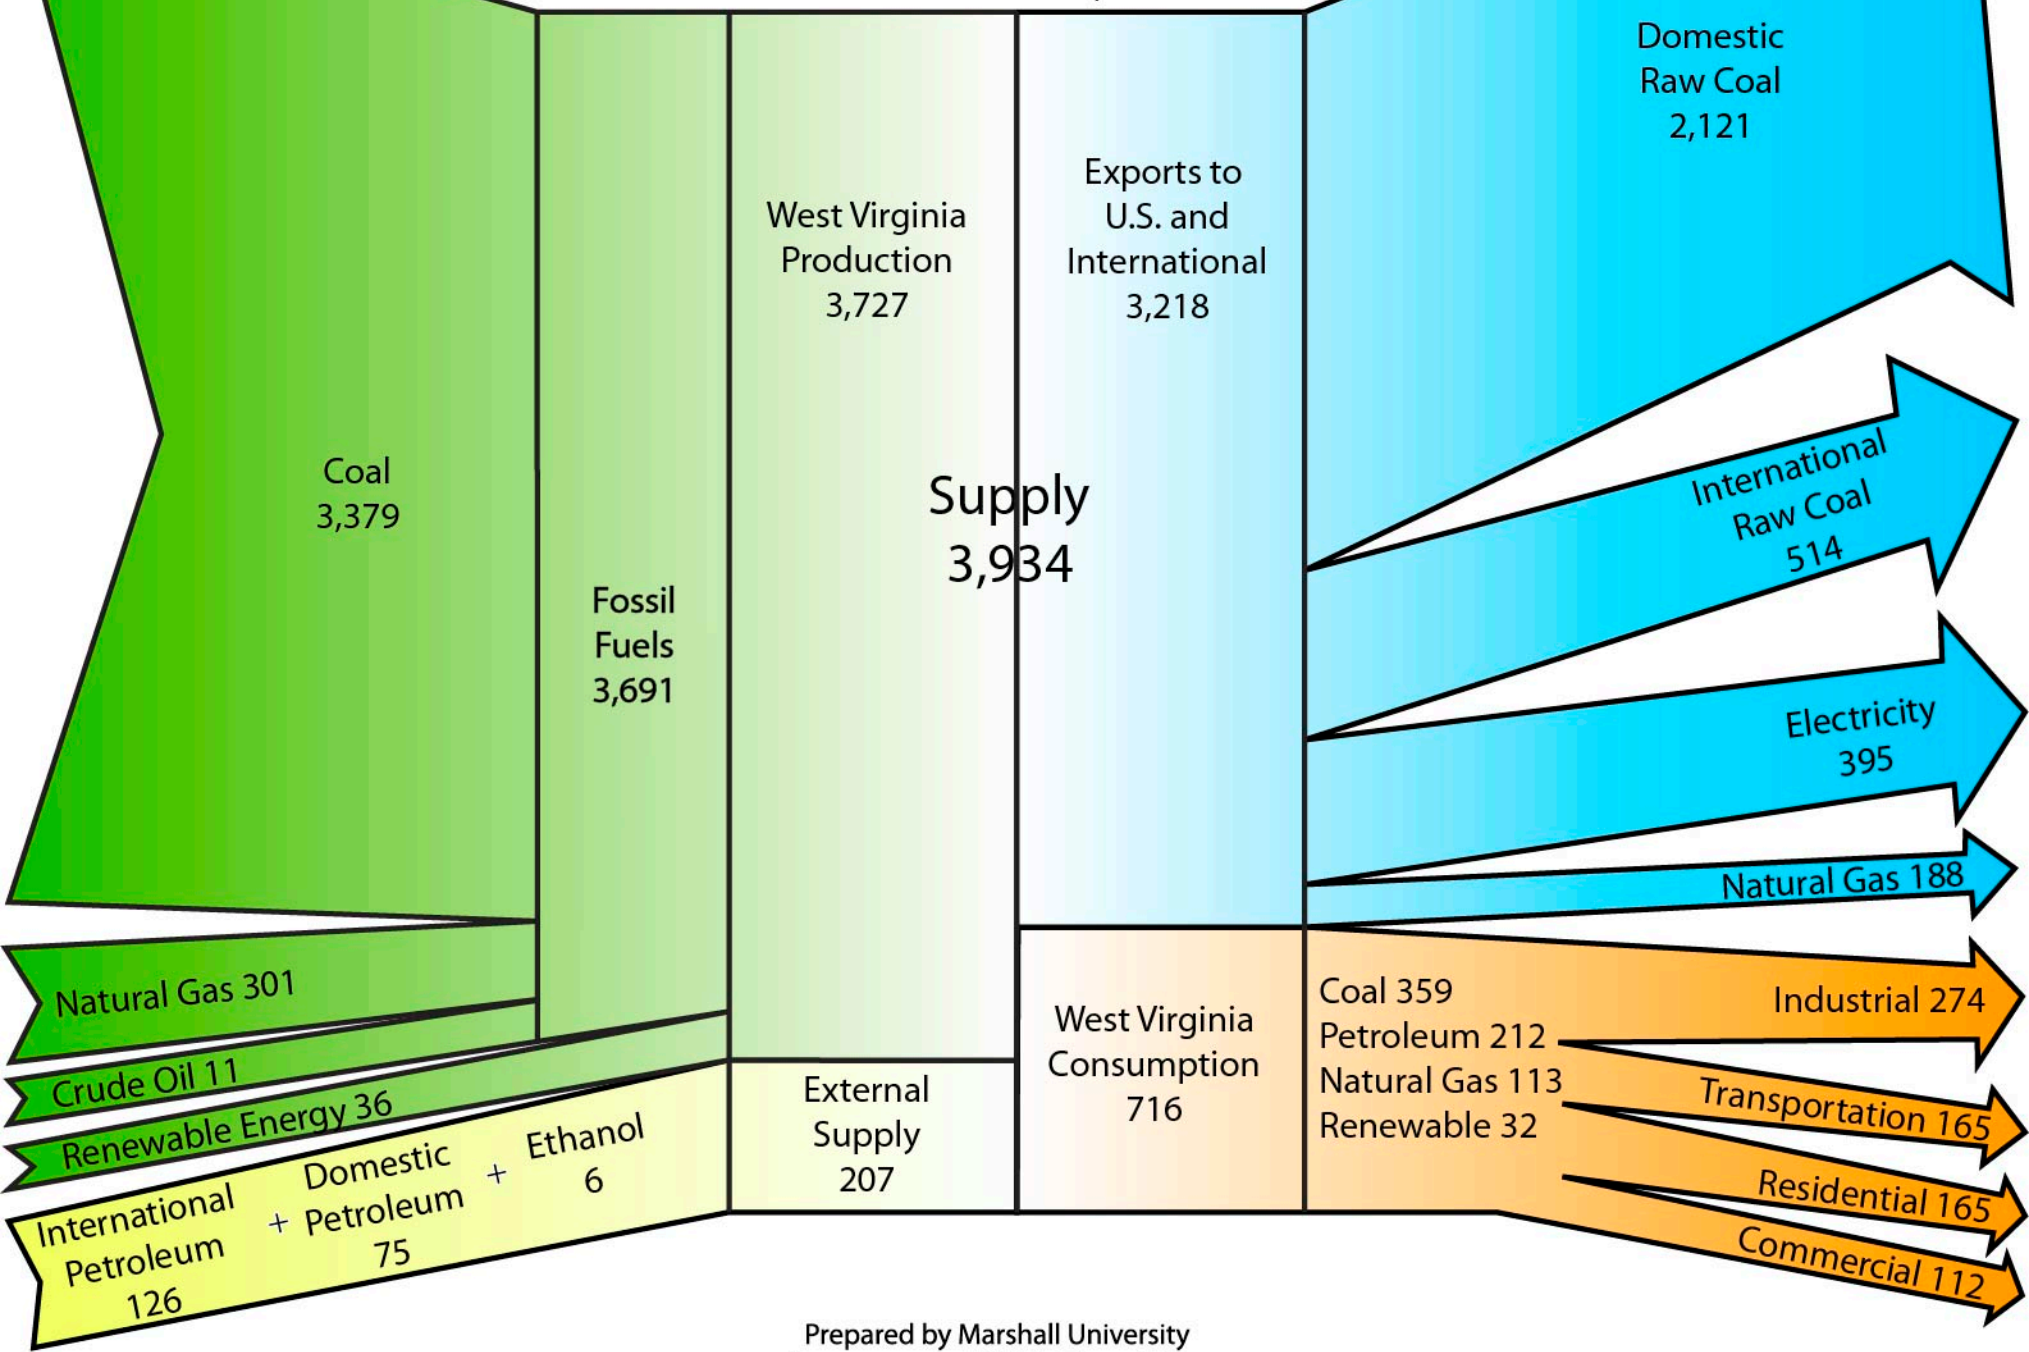 Domestic
Raw Coal
2,121
Exports to
U.S. and
International
3,218
West Virginia
Production
3,727
Coal
3,379
Supply
3,934
International
Raw Coal
514
Fossil
Fuels
3,691
Electricity
395
Natural Gas 188
Natural Gas 301
Crude Oil 11
Renewable Energy 36
International
Petroleum
126
+
Domestic
Petroleum
75
+
Ethanol
6
External
Supply
207
West Virginia
Consumption
716
Coal 359
Petroleum 212
Natural Gas 113
Renewable 32
Industrial 274
Transportation 165
Residential 165
Commercial 112
Prepared by Marshall University